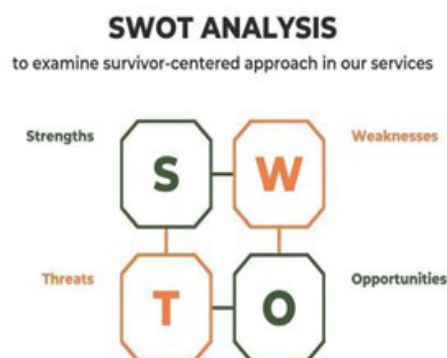 SWOT ANALYSIS
to examine survivor-centered approach in our services
Strengths
S
W
Weaknesses
Threats
T
O
Opportunities